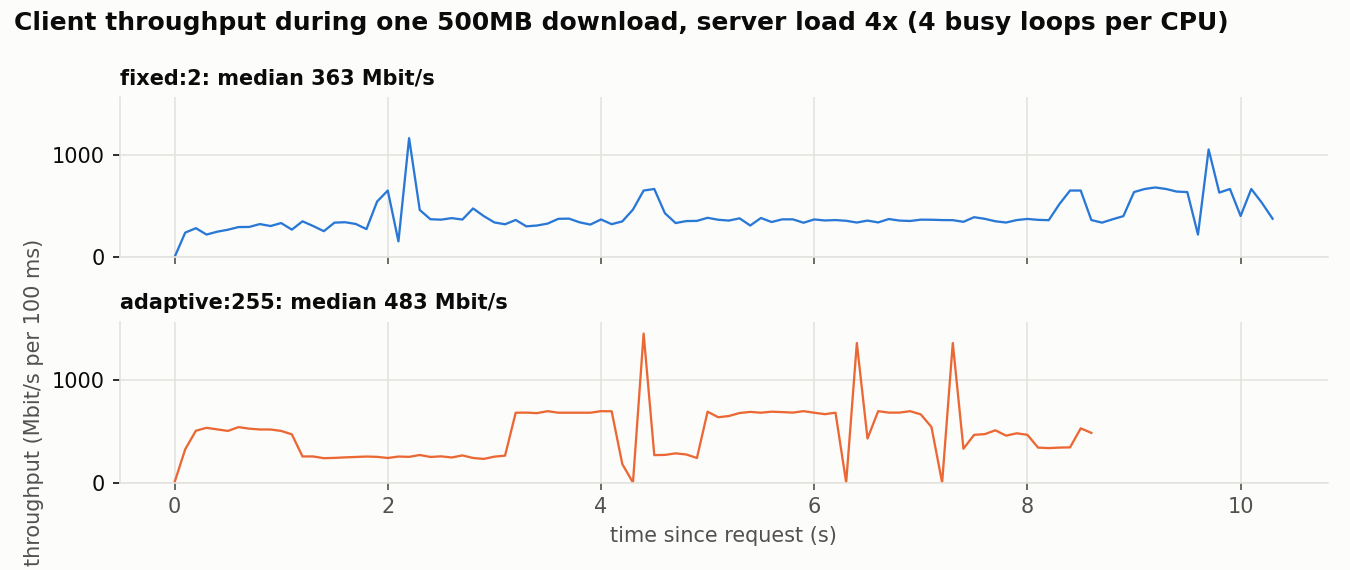 Client throughput during one 500MB download, server load 4x (4 busy loops per CPU)
fixed:2: median 363 Mbit/s
1000
0
adaptive:255: median 483 Mbit/s
1000
0
0 2 4 6 8 10
time since request (s)
throughput (Mbit/s per 100 ms)